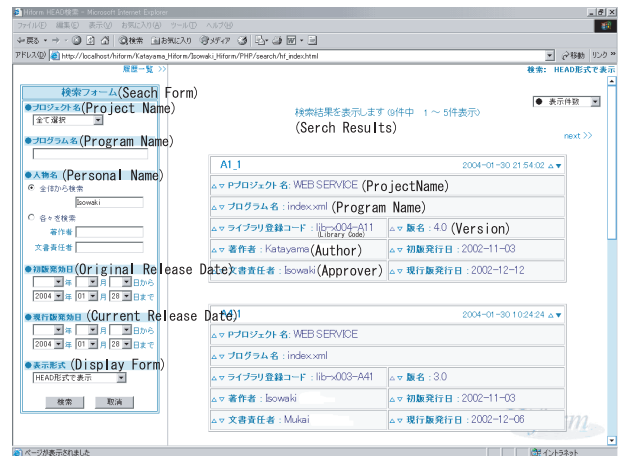 Hiform HEAD検索 - Microsoft Internet Explorer
ファイル(F) 編集(E) 表示(V) お気に入り(A) ツール(T) ヘルプ(H)
戻る 検索 お気に入り メディア
アドレス(D) http://localhost/hiform/Katayama_Hiform/Isowaki_Hiform/PHP/search/hf_index.html 移動 リンク »
履歴一覧 >>
検索: HEAD形式で表示
検索フォーム(Seach Form)
●プロジェクト名(Project Name)
全て選択
●プログラム名(Program Name)
●人物名(Personal Name)
全体から検索
Isowaki
各々を検索
著作者
文書責任者
●初版発効日(Original Release Date)
年 月 日から
2004 年 01 月 28 日まで
●現行版発効日(Current Release Date)
年 月 日から
2004 年 01 月 28 日まで
●表示形式(Display Form)
HEAD形式で表示
検索 取消
● 表示件数
検索結果を表示します (9件中 1 ~ 5件表示)
(Serch Results)
next >>
A1_1 2004-01-30 21:54:02 △▼
△▽ Pプロジェクト名: WEB SERVICE (ProjectName)
△▽ プログラム名 : index.xml (Program Name)
△▽ ライブラリ登録コード : lib-x004-A11 (Library Code) △▽ 版名 : 4.0 (Version)
△▽ 著作者 : Katayama(Author) △▽ 初版発行日 : 2002-11-03
△▽ 文書責任者 : Isowaki(Approver) △▽ 現行版発行日 : 2002-12-12
2004-01-30 10:24:24 △▼
△▽ Pプロジェクト名: WEB SERVICE
△▽ プログラム名 : index.xml
△▽ ライブラリ登録コード : lib-x003-A41 △▽ 版名 : 3.0
△▽ 著作者 : Isowaki △▽ 初版発行日 : 2002-11-03
△▽ 文書責任者 : Mukai △▽ 現行版発行日 : 2002-12-06
ページが表示されました イントラネット